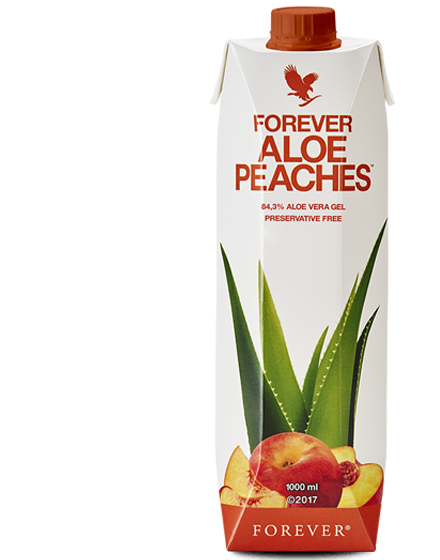 FOREVER
ALOE
PEACHES™
84,3% ALOE VERA GEL
PRESERVATIVE FREE
1000 ml
©2017
FOREVER®